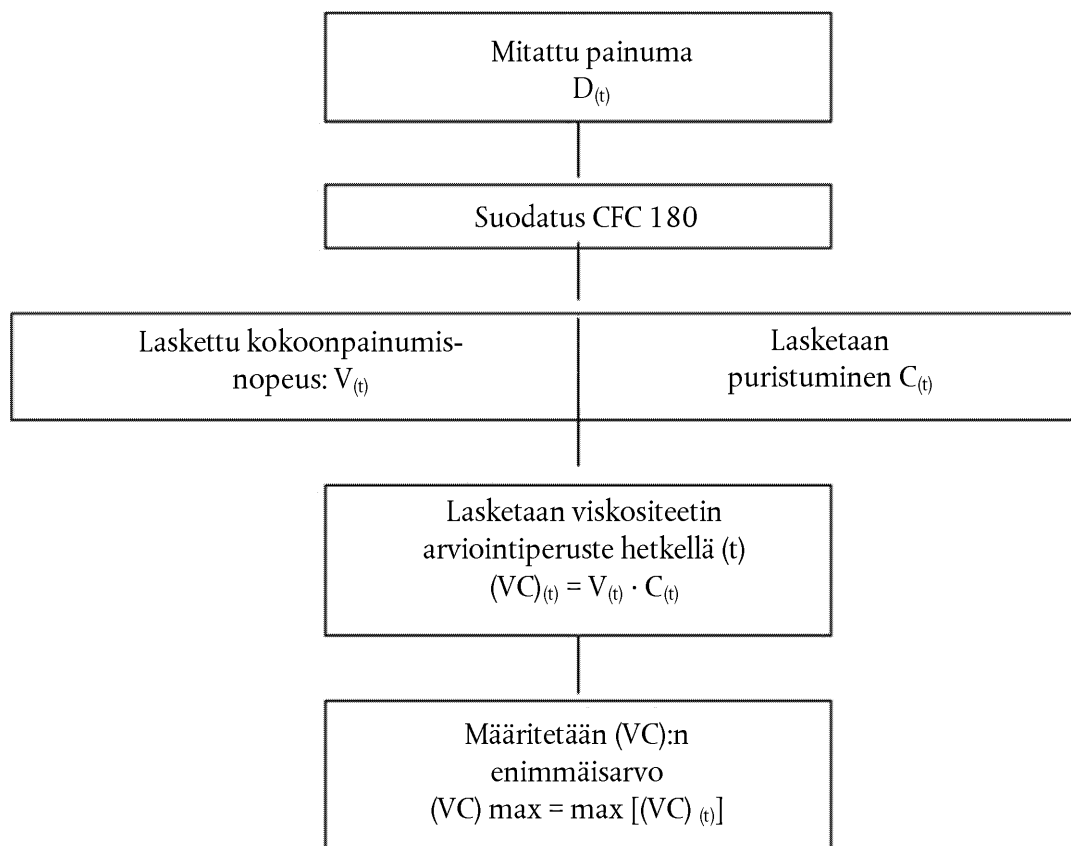 Mitattu painuma
D(t)
Suodatus CFC 180
Laskettu kokoonpainumis-
nopeus: V(t)
Lasketaan
puristuminen C(t)
Lasketaan viskositeetin
arviointiperuste hetkellä (t)
(VC)(t) = V(t) · C(t)
Määritetään (VC):n
enimmäisarvo
(VC) max = max [(VC) (t)]